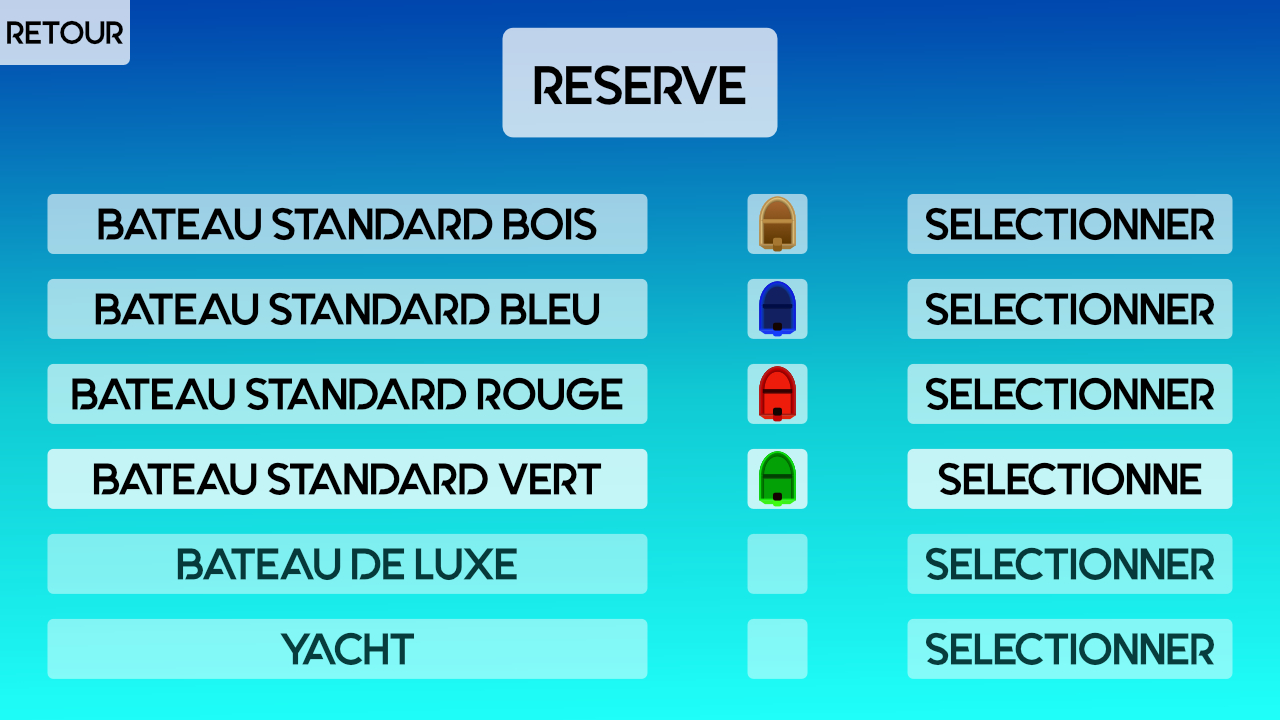 RETOUR
RESERVE
BATEAU STANDARD BOIS SELECTIONNER
BATEAU STANDARD BLEU SELECTIONNER
BATEAU STANDARD ROUGE SELECTIONNER
BATEAU STANDARD VERT SELECTIONNE
BATEAU DE LUXE SELECTIONNER
YACHT SELECTIONNER